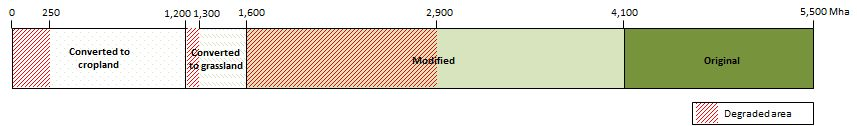 0 250 1,200 1,300 1,600 2,900 4,100 5,500 Mha
Converted to
cropland
Converted
to grassland
Modified
Original
Degraded area